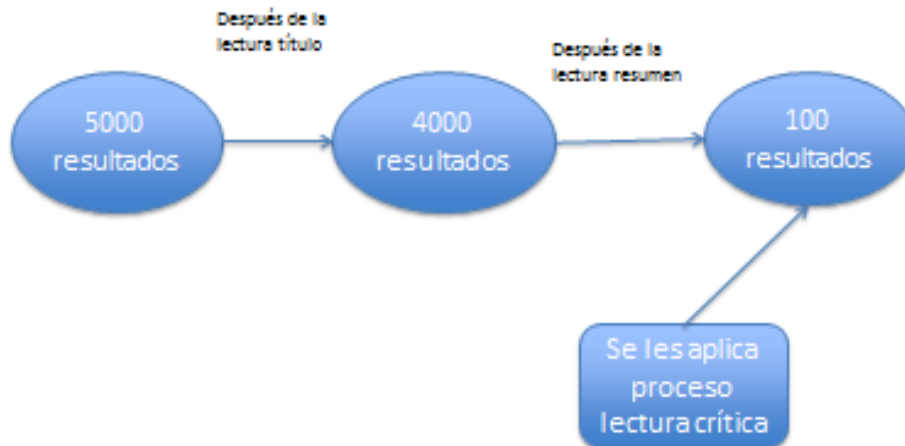 Después de la
lectura título
Después de la
lectura resumen
5000
resultados
4000
resultados
100
resultados
Se les aplica
proceso
lectura crítica